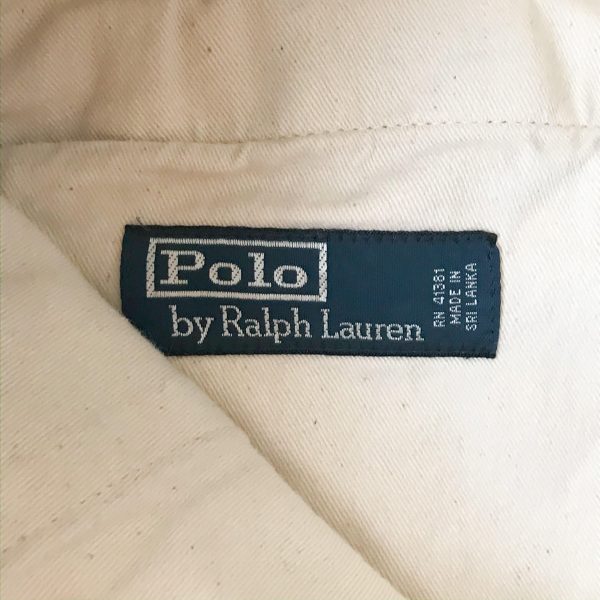 Polo
by Ralph Lauren
RN 41381
MADE IN
SRI LANKA